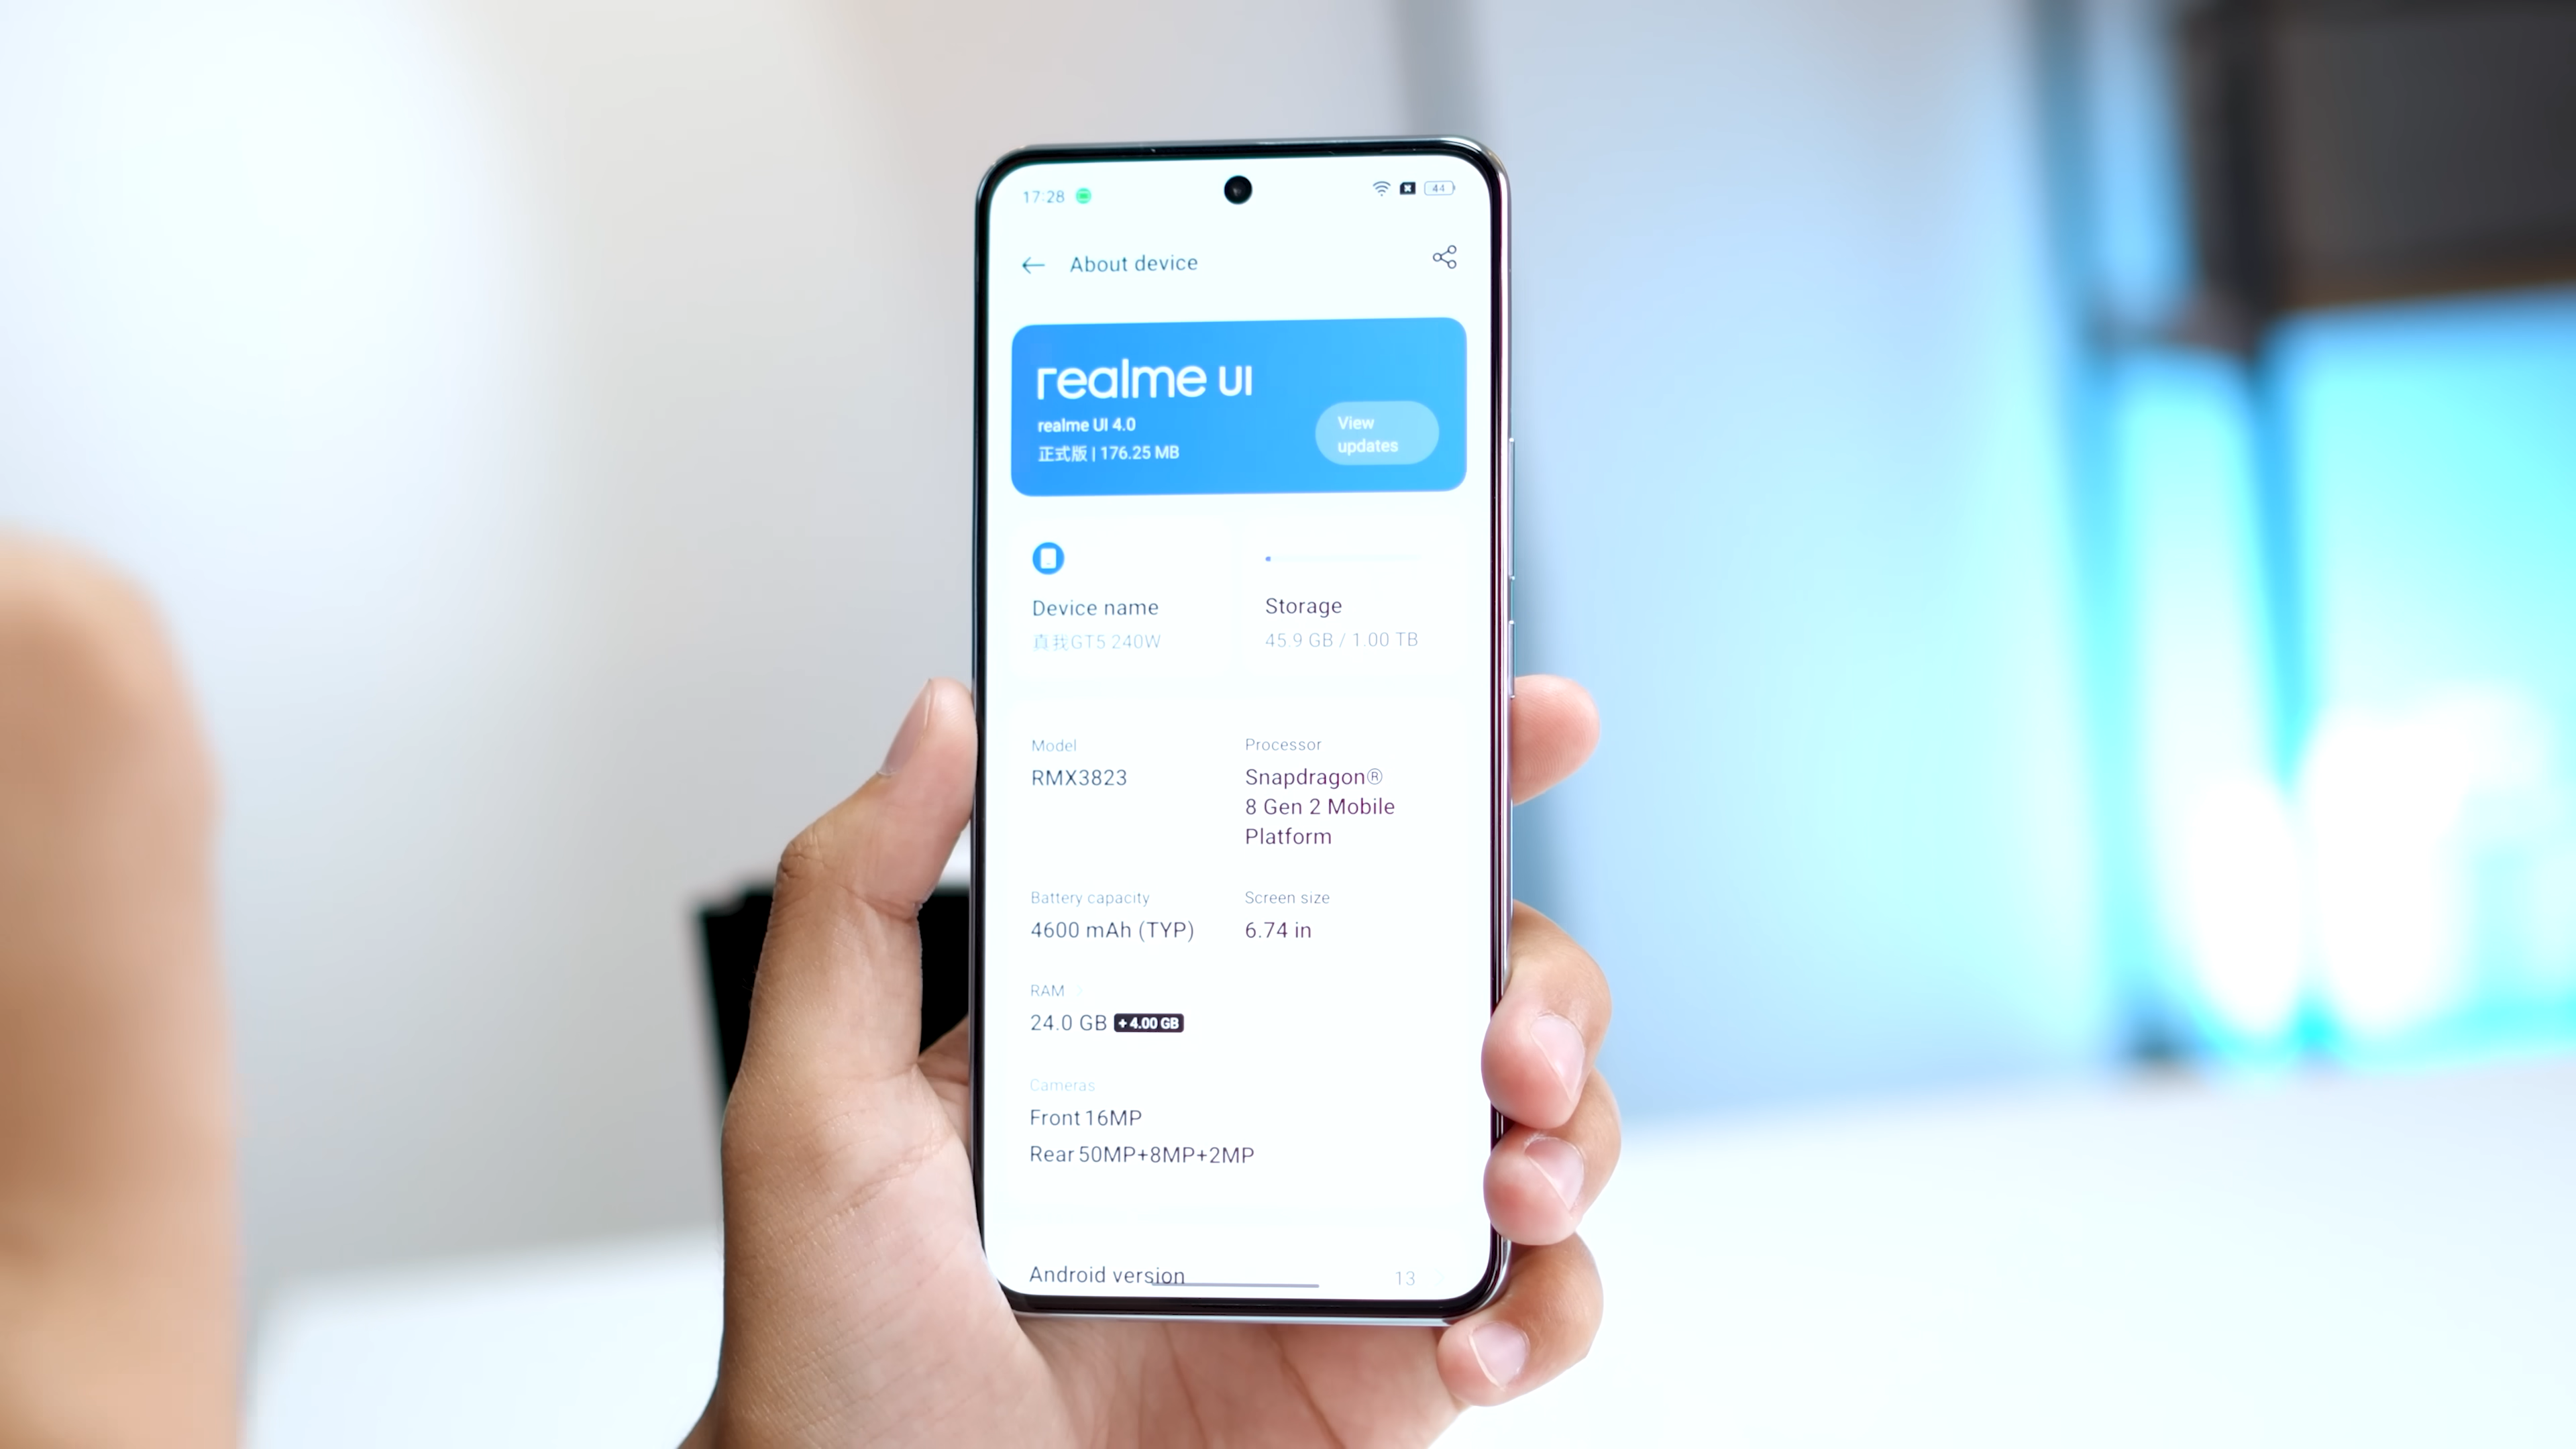 17:28
44
About device
realme UI
realme UI 4.0
正式版 | 176.25 MB
View
updates
Device name
真我GT5 240W
Storage
45.9 GB / 1.00 TB
Model
RMX3823
Processor
Snapdragon®
8 Gen 2 Mobile
Platform
Battery capacity
4600 mAh (TYP)
Screen size
6.74 in
RAM
24.0 GB + 4.00 GB
Cameras
Front 16MP
Rear 50MP+8MP+2MP
Android version 13